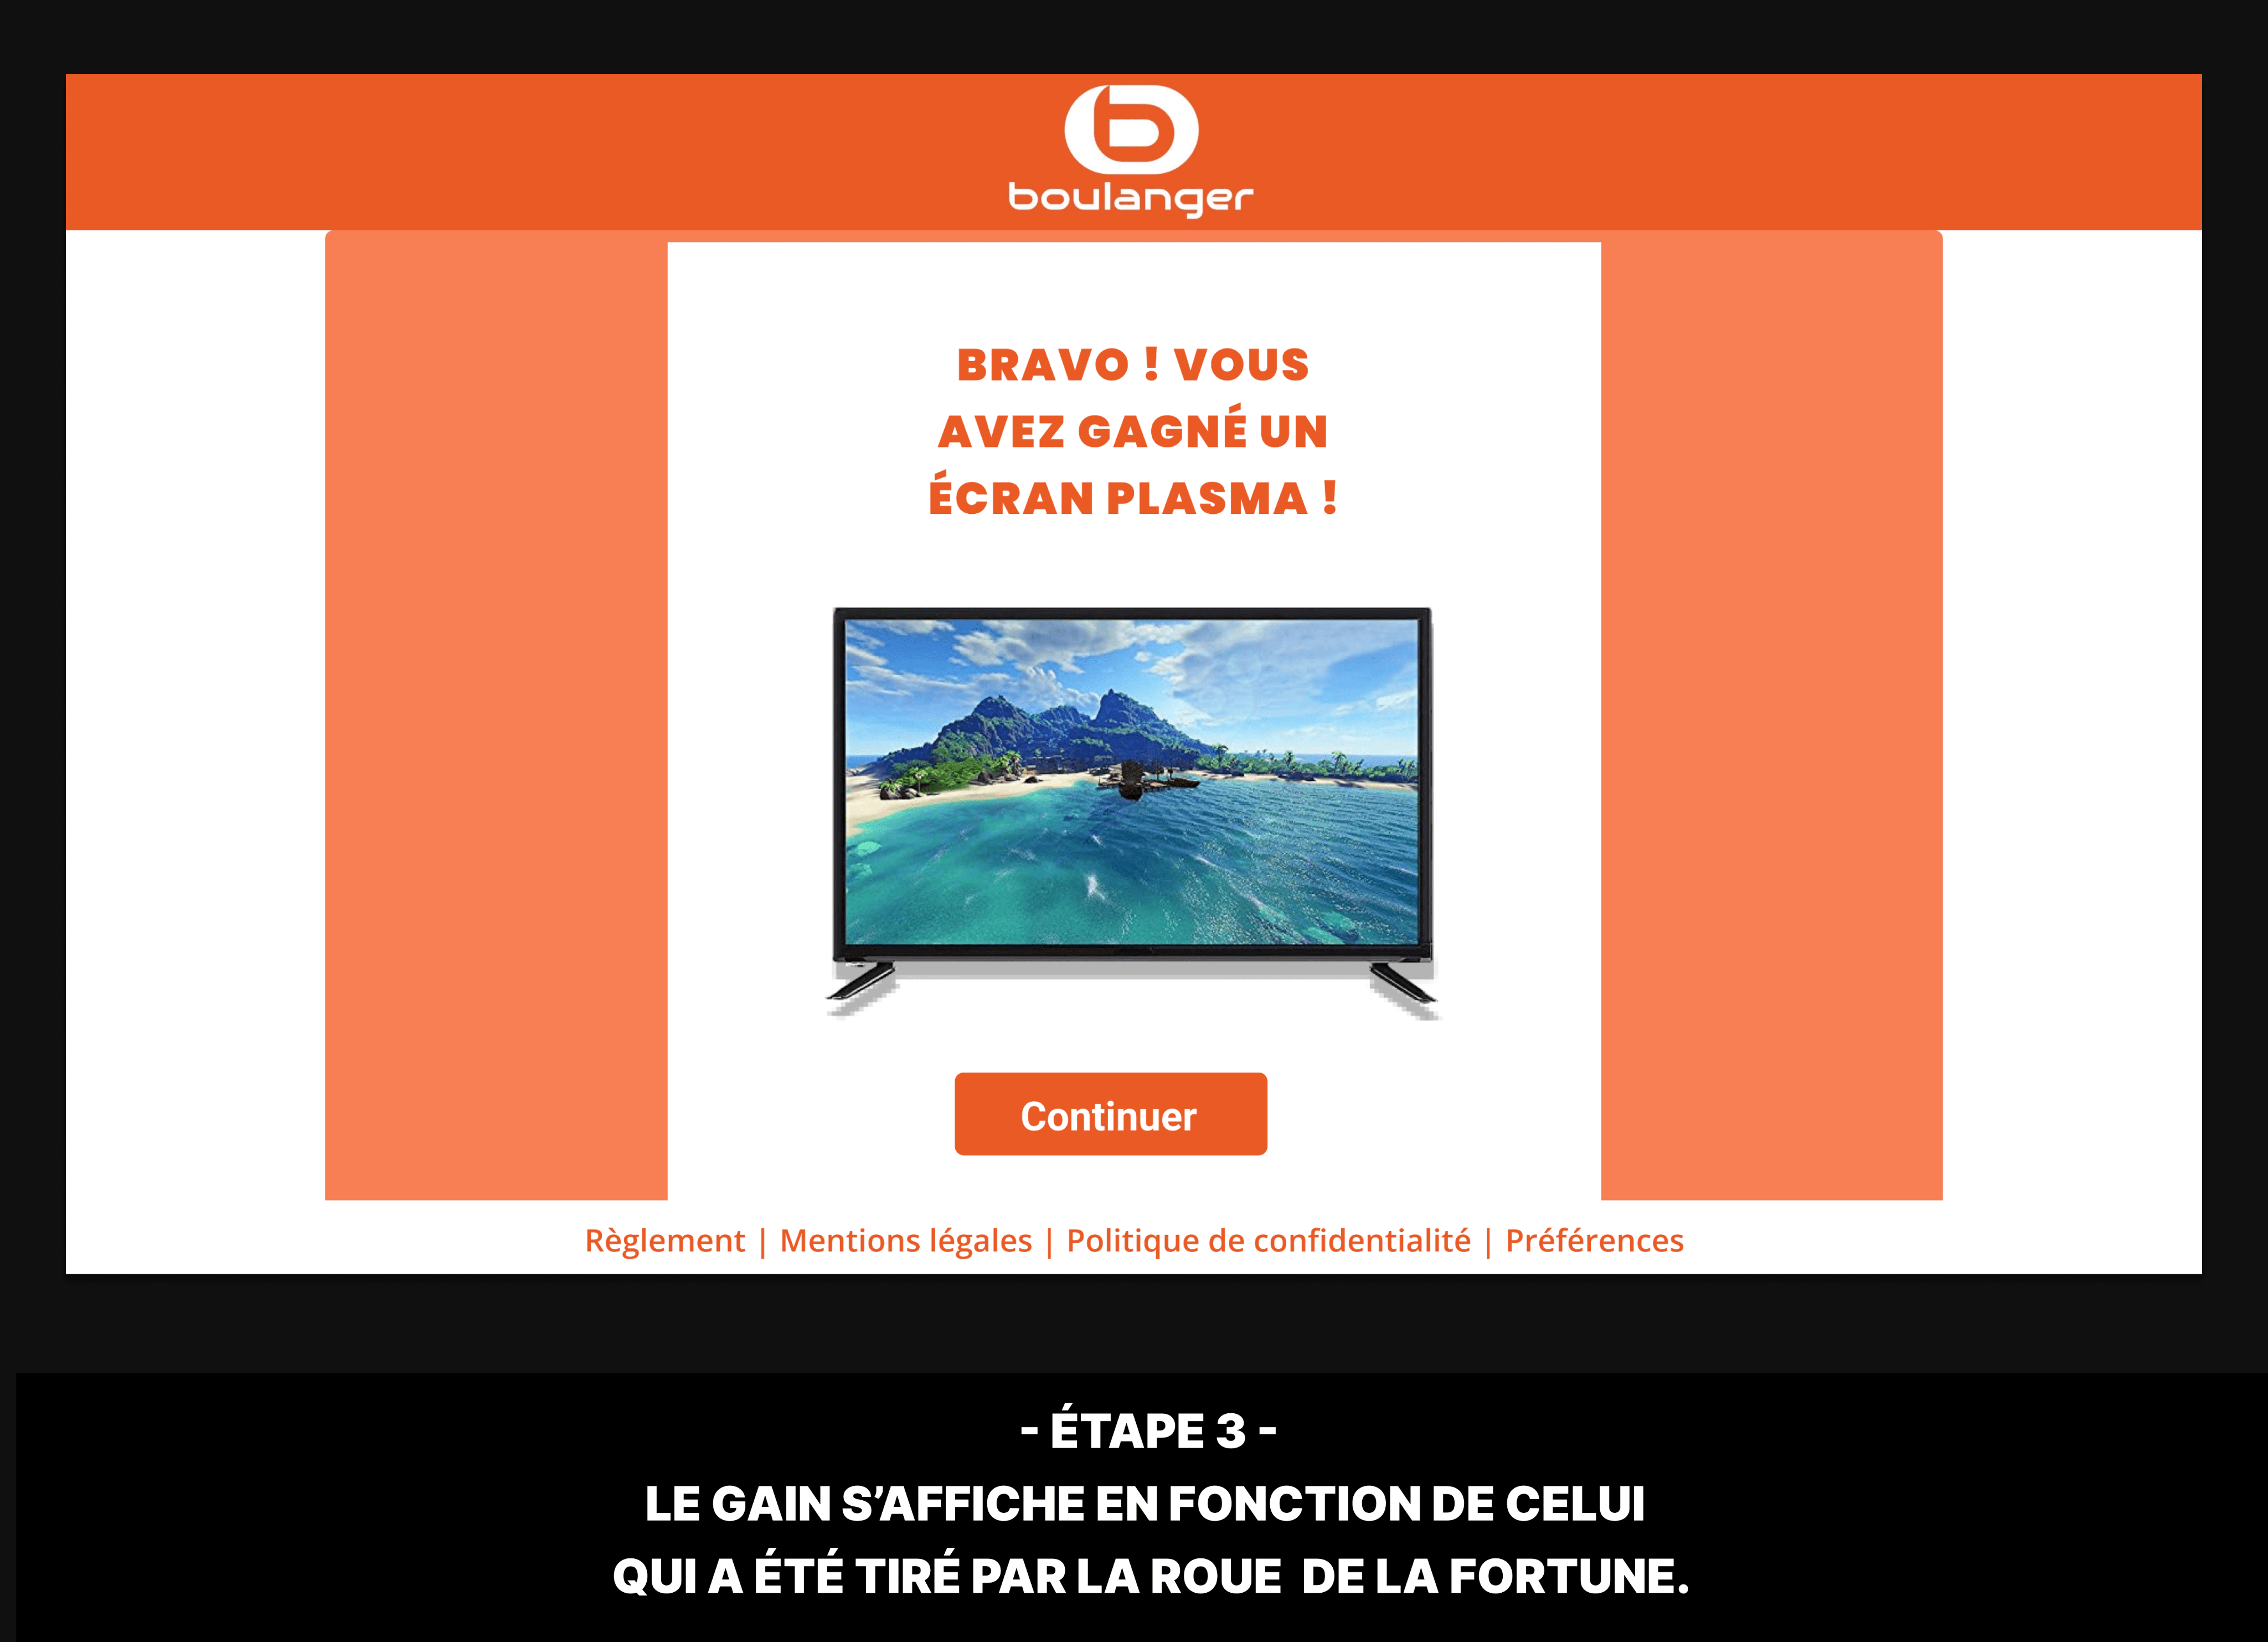 boulanger
BRAVO ! VOUS
AVEZ GAGNÉ UN
ÉCRAN PLASMA !
Continuer
Règlement | Mentions légales | Politique de confidentialité | Préférences
- ÉTAPE 3 -
LE GAIN S’AFFICHE EN FONCTION DE CELUI
QUI A ÉTÉ TIRÉ PAR LA ROUE  DE LA FORTUNE.